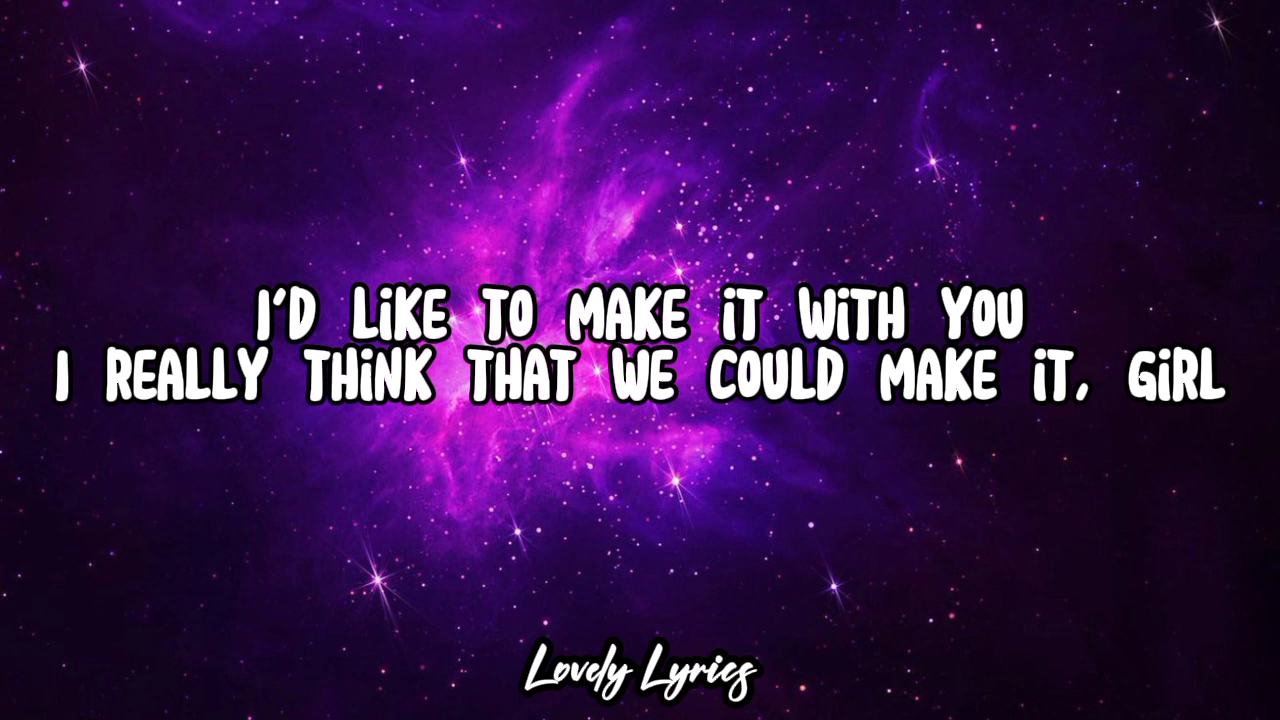 I'D LIKE TO MAKE IT WITH YOU
I REALLY THINK THAT WE COULD MAKE IT, GIRL
Lovely Lyrics